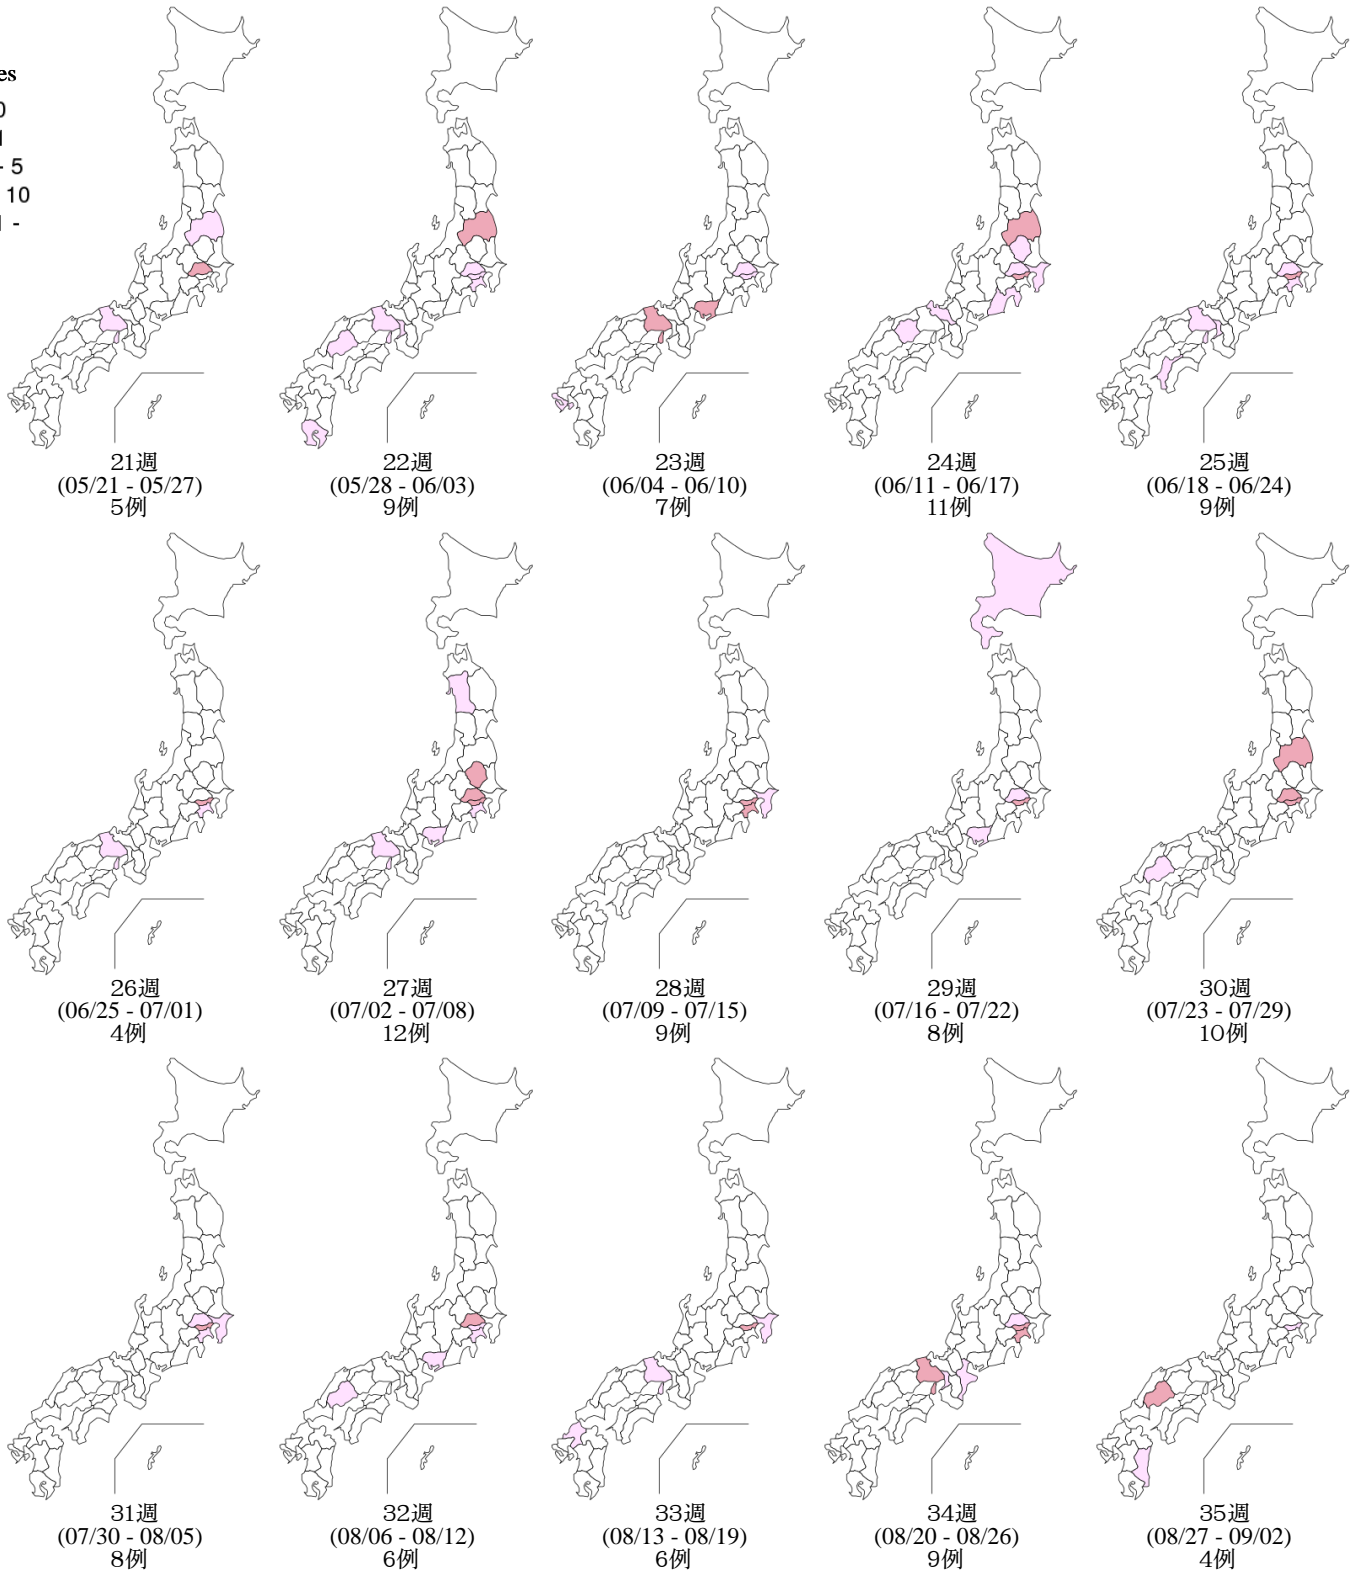 es
0
1
- 5
10
1 -
21週
(05/21 - 05/27)
5例
22週
(05/28 - 06/03)
9例
23週
(06/04 - 06/10)
7例
24週
(06/11 - 06/17)
11例
25週
(06/18 - 06/24)
9例
26週
(06/25 - 07/01)
4例
27週
(07/02 - 07/08)
12例
28週
(07/09 - 07/15)
9例
29週
(07/16 - 07/22)
8例
30週
(07/23 - 07/29)
10例
31週
(07/30 - 08/05)
8例
32週
(08/06 - 08/12)
6例
33週
(08/13 - 08/19)
6例
34週
(08/20 - 08/26)
9例
35週
(08/27 - 09/02)
4例